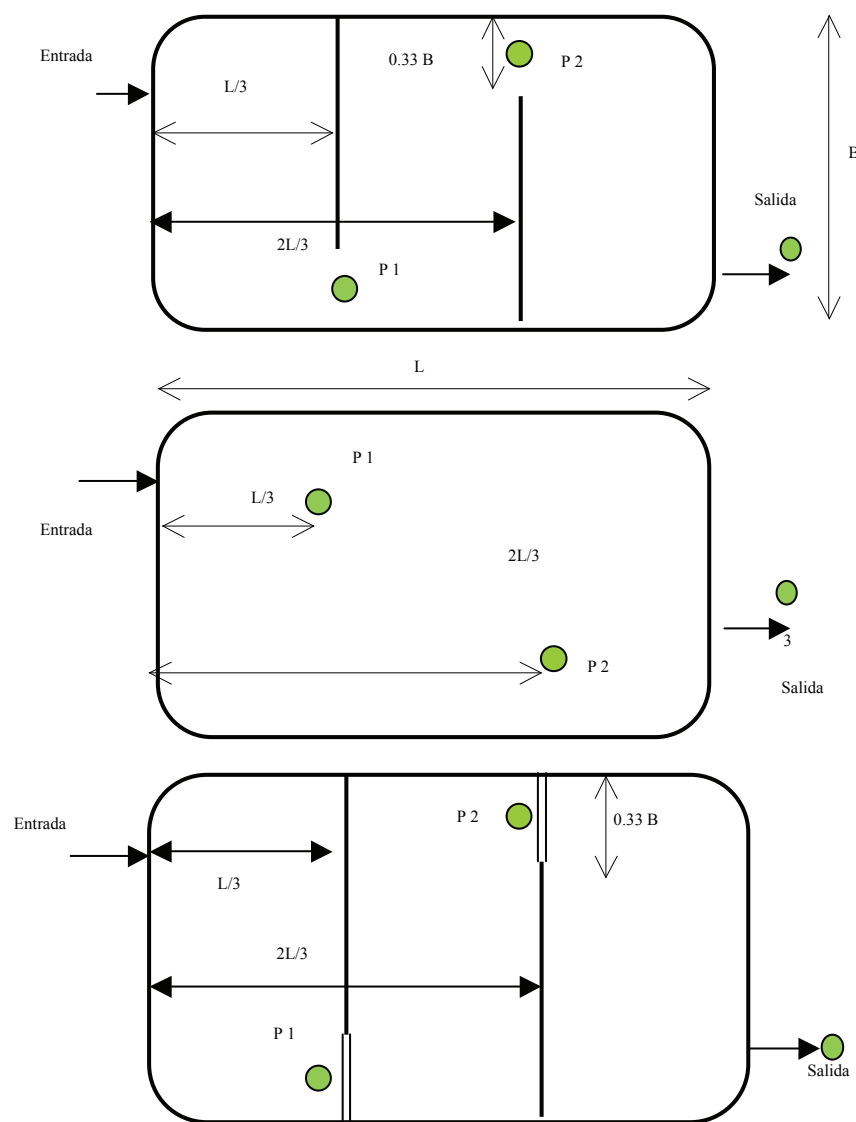 Entrada
0.33 B
P 2
L/3
B
Salida
2L/3
P 1
L
P 1
L/3
Entrada
2L/3
3
P 2
Salida
P 2
0.33 B
Entrada
L/3
2L/3
P 1
Salida